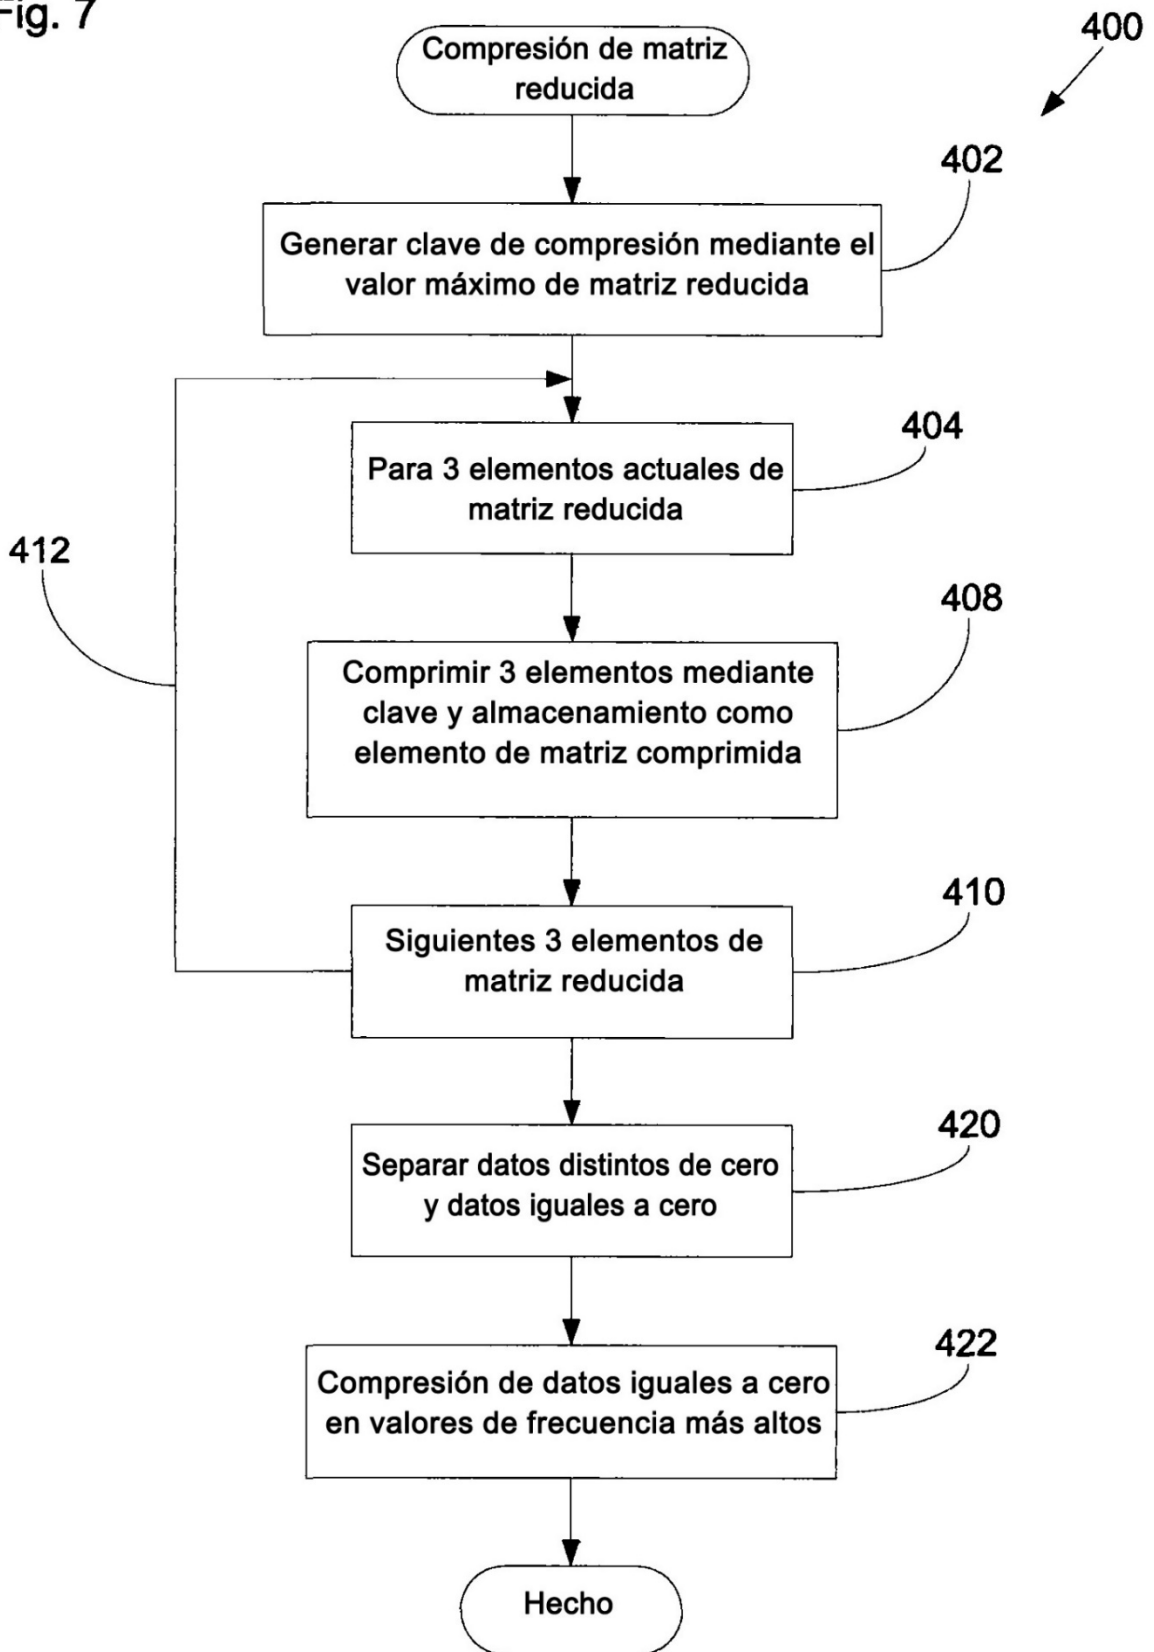 Fig. 7
400
Compresión de matriz
reducida
402
Generar clave de compresión mediante el
valor máximo de matriz reducida
404
Para 3 elementos actuales de
matriz reducida
412
408
Comprimir 3 elementos mediante
clave y almacenamiento como
elemento de matriz comprimida
410
Siguientes 3 elementos de
matriz reducida
420
Separar datos distintos de cero
y datos iguales a cero
422
Compresión de datos iguales a cero
en valores de frecuencia más altos
Hecho